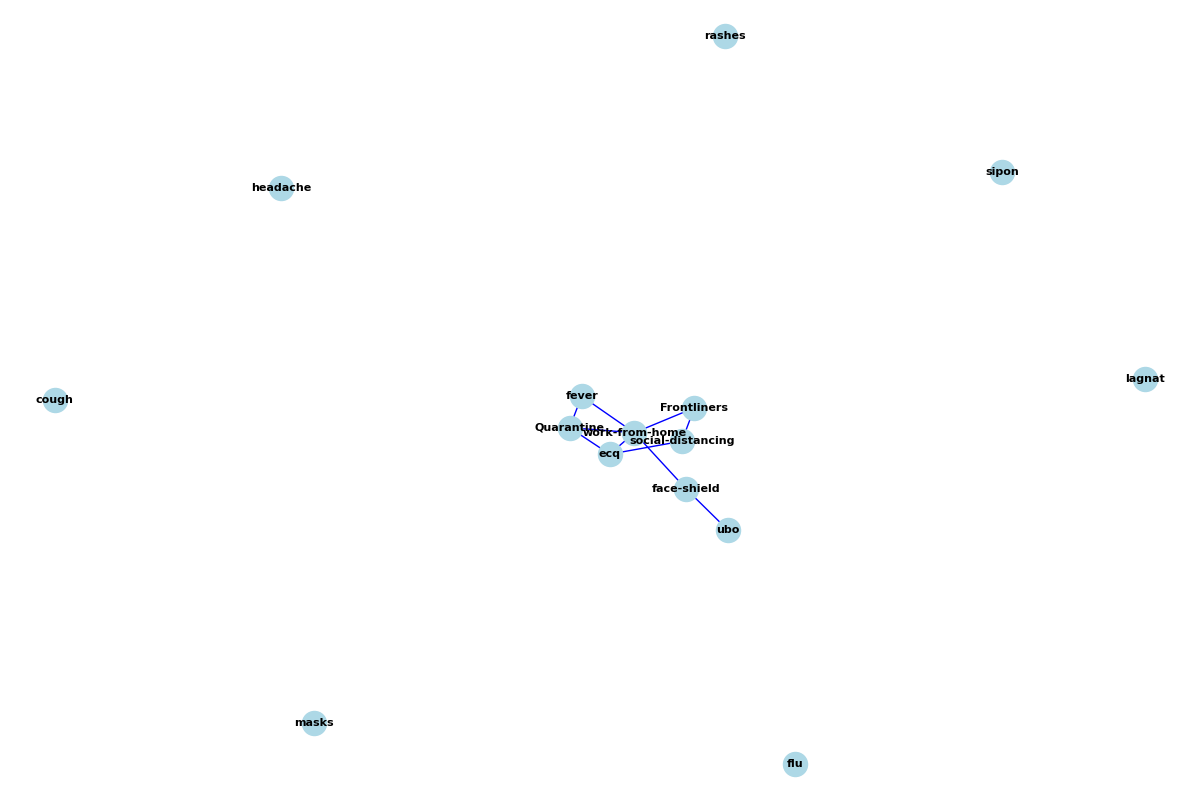 rashes
sipon
headache
lagnat
fever
cough
Frontliners
Quarantine
work-from-home
social-distancing
ecq
face-shield
ubo
masks
flu